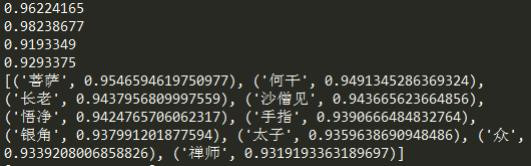 0.96224165
0.98238677
0.9193349
0.9293375
[('菩萨', 0.9546594619750977), ('何干', 0.9491345286369324),
('长老', 0.9437956809997559), ('沙僧见', 0.943665623664856),
('悟净', 0.9424765706062317), ('手指', 0.9390668484832764),
('银角', 0.937991201877594), ('太子', 0.9359638690948486), ('众',
0.9339208006858826), ('禅师', 0.9319193363189697)]